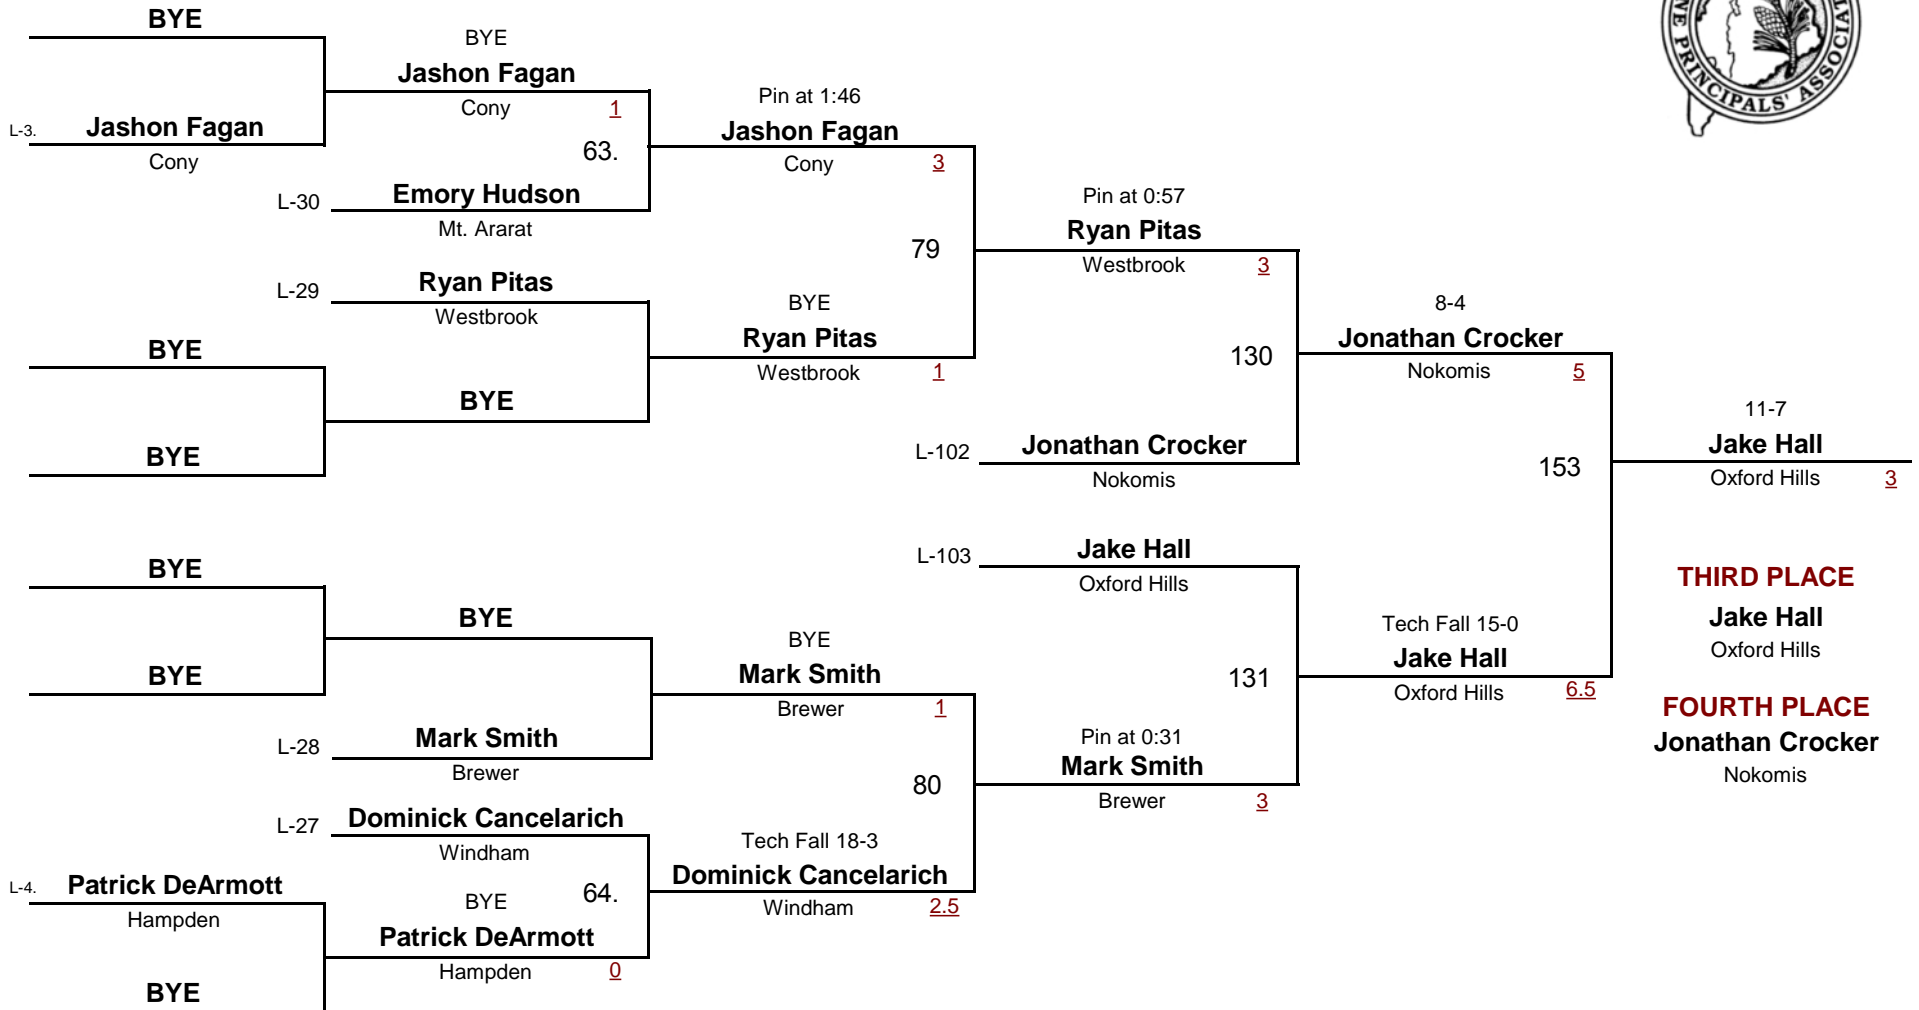 BYE
BYE
Jashon Fagan
Cony
1
L-3.
Jashon Fagan
Cony
63.
Pin at 1:46
Jashon Fagan
Cony
3
L-30
Emory Hudson
Mt. Ararat
79
Pin at 0:57
Ryan Pitas
Westbrook
3
L-29
Ryan Pitas
Westbrook
BYE
Ryan Pitas
Westbrook
1
BYE
BYE
BYE
130
8-4
Jonathan Crocker
Nokomis
5
L-102
Jonathan Crocker
Nokomis
153
11-7
Jake Hall
Oxford Hills
3
L-103
Jake Hall
Oxford Hills
BYE
BYE
BYE
BYE
Mark Smith
Brewer
1
131
Tech Fall 15-0
Jake Hall
Oxford Hills
6.5
THIRD PLACE
Jake Hall
Oxford Hills
FOURTH PLACE
Jonathan Crocker
Nokomis
L-28
Mark Smith
Brewer
80
Pin at 0:31
Mark Smith
Brewer
3
L-27
Dominick Cancelarich
Windham
64.
Tech Fall 18-3
Dominick Cancelarich
Windham
2.5
L-4.
Patrick DeArmott
Hampden
BYE
Patrick DeArmott
Hampden
0
BYE
NE PRINCIPALS' ASSOCIAT